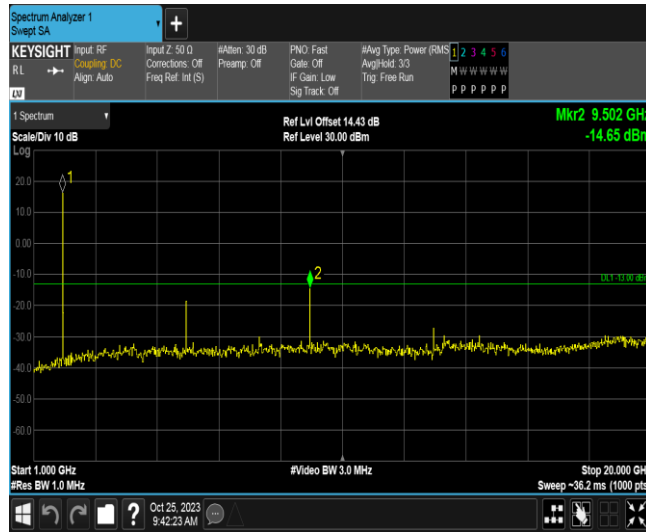 Spectrum Analyzer 1
Swept SA
+
KEYSIGHT
RL
LXI
Input: RF
Coupling: DC
Align: Auto
Input Z: 50 Ω
Corrections: Off
Freq Ref: Int (S)
#Atten: 30 dB
Preamp: Off
PNO: Fast
Gate: Off
IF Gain: Low
Sig Track: Off
#Avg Type: Power (RMS
Avg|Hold: 3/3
Trig: Free Run
1 2 3 4 5 6
M W W W W W
P P P P P P
1 Spectrum
Scale/Div 10 dB
Log
Ref Lvl Offset 14.43 dB
Ref Level 30.00 dBm
Mkr2 9.502 GHz
-14.65 dBm
1
20.0
10.0
0.00
-10.0
2
DL1 -13.00 dBm
-20.0
-30.0
-40.0
-50.0
-60.0
Start 1.000 GHz
#Res BW 1.0 MHz
#Video BW 3.0 MHz
Stop 20.000 GHz
Sweep ~36.2 ms (1000 pts)
?
Oct 25, 2023
9:42:23 AM